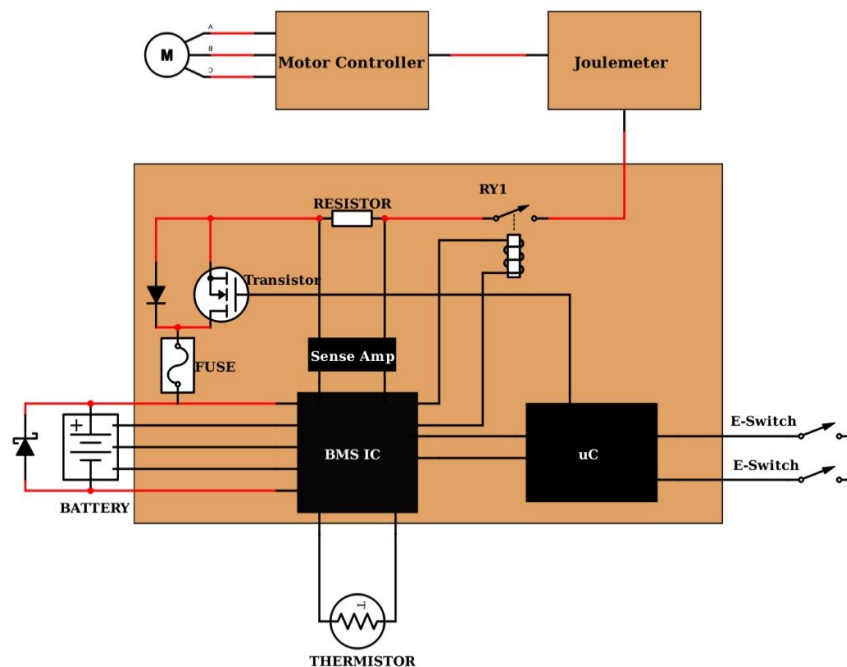 A
M
B
C
Motor Controller
Joulemeter
RY1
RESISTOR
Transistor
FUSE
Sense Amp
+
E-Switch
BMS IC
uC
E-Switch
BATTERY
T
THERMISTOR